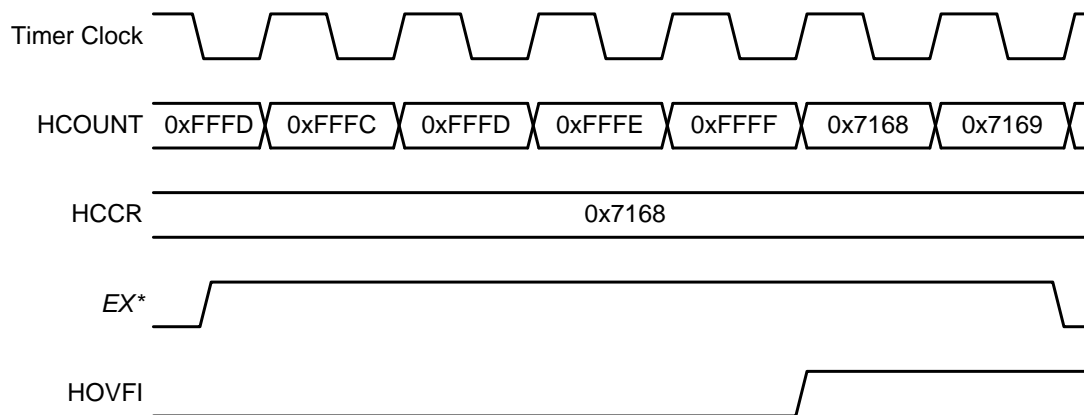 Timer Clock
HCOUNT 0xFFFD 0xFFFC 0xFFFD 0xFFFE 0xFFFF 0x7168 0x7169
HCCR 0x7168
EX*
HOVFI